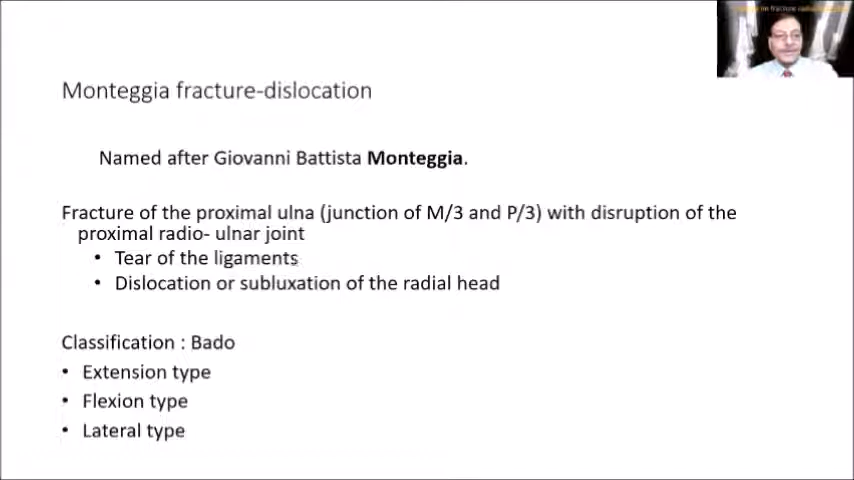 Monteggia fracture-dislocation
Named after Giovanni Battista Monteggia.
Fracture of the proximal ulna (junction of M/3 and P/3) with disruption of the
proximal radio- ulnar joint
• Tear of the ligaments
• Dislocation or subluxation of the radial head
Classification : Bado
• Extension type
• Flexion type
• Lateral type